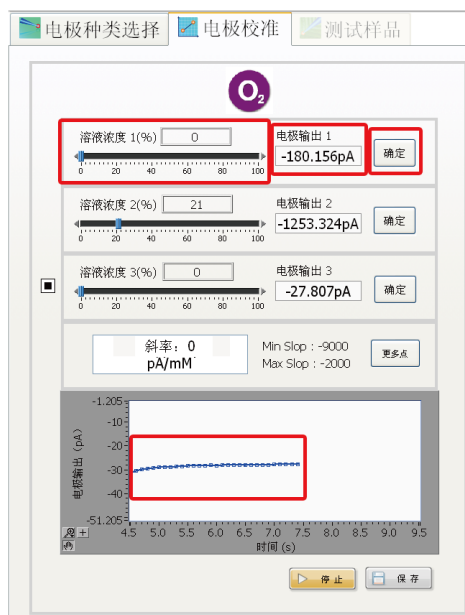 电极种类选择 电极校准 测试样品
O2
溶液浓度 1(%) 0 电极输出 1
-180.156pA 确定
0 20 40 60 80 100
溶液浓度 2(%) 21 电极输出 2
-1253.324pA 确定
0 20 40 60 80 100
溶液浓度 3(%) 0 电极输出 3
-27.807pA 确定
0 20 40 60 80 100
斜率：0
pA/mM
Min Slop : -9000
Max Slop : -2000
更多点
电极输出 (pA)
-1.205
-10
-20
-30
-40
-51.205
4.5 5.0 5.5 6.0 6.5 7.0 7.5 8.0 8.5 9.0 9.5
时间 (s)
停止 保存